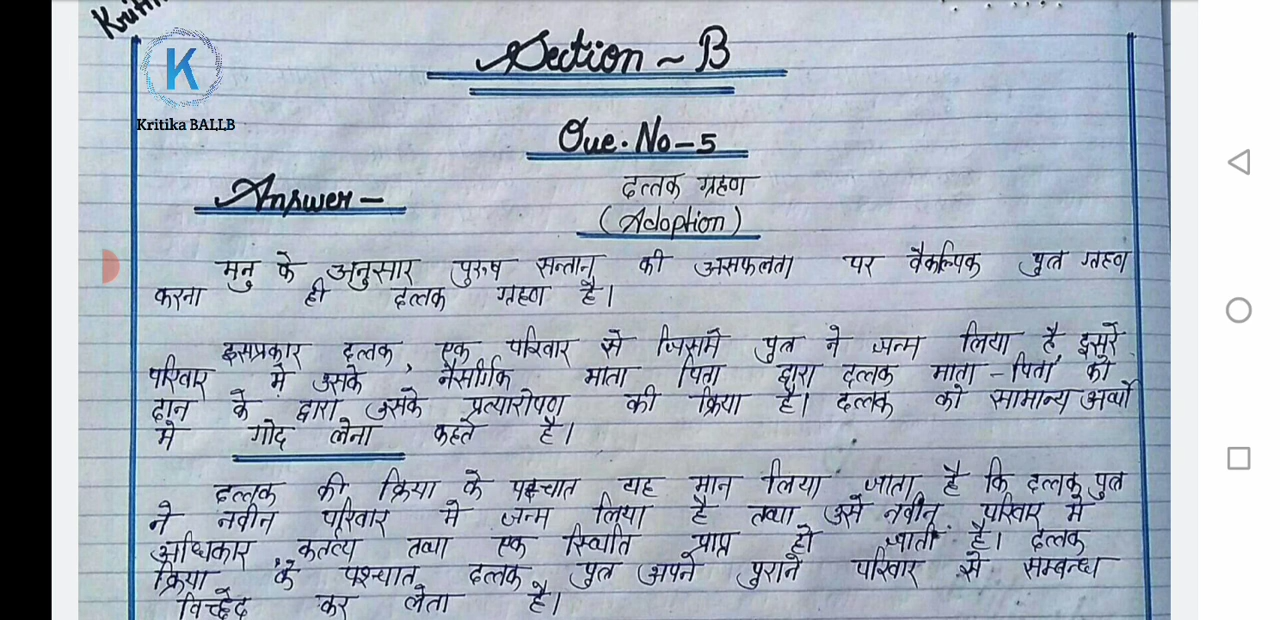 Kriti
K
Kritika BALLB
Section ~ B
Que. No - 5
Answer -
दत्तक ग्रहण
(Adoption)
मनु के अनुसार पुरुष सन्तान की असफलता पर वैकल्पिक पुत्र ग्रहण
करना ही दत्तक ग्रहण है।
इसप्रकार दत्तक, एक परिवार से जिसमे पुत्र ने जन्म लिया है, दूसरे
परिवार में उसके नैसर्गिक माता पिता द्वारा दत्तक माता - पिता को
दान के द्वारा उसके प्रत्यारोपण की क्रिया है। दत्तक को सामान्य अर्थो
मे गोद लेना कहते है।
दत्तक की क्रिया के पश्चात यह मान लिया जाता है कि दत्तक पुत्र
ने नवीन परिवार मे जन्म लिया है तथा उसे नवीन परिवार मे
अधिकार, कर्तव्य तथा एक स्थिति प्राप्त हो जाती है। दत्तक
क्रिया के पश्चात दत्तक पुत्र अपने पुराने परिवार से सम्बन्ध
विच्छेद कर लेता है।